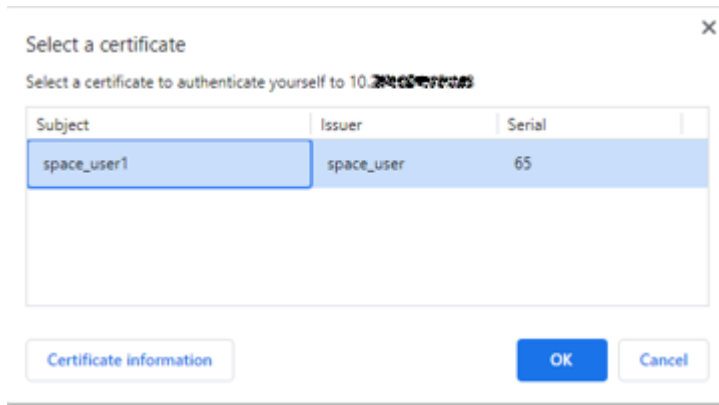 Select a certificate
Select a certificate to authenticate yourself to 10.
Subject Issuer Serial
space_user1 space_user 65
Certificate information OK Cancel